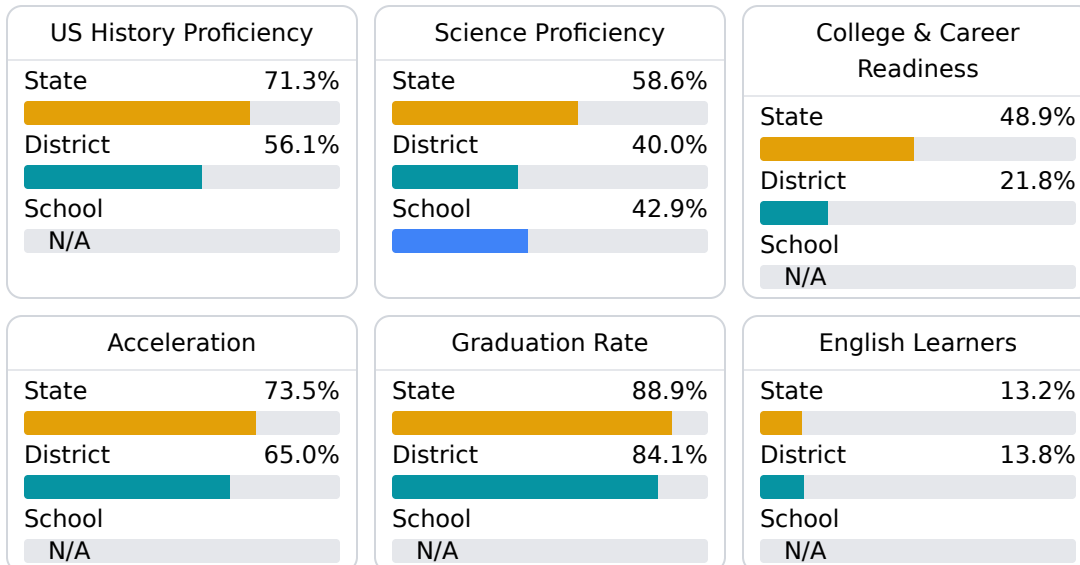 US History Proficiency
State 71.3%
District 56.1%
School
N/A
Science Proficiency
State 58.6%
District 40.0%
School 42.9%
College & Career
Readiness
State 48.9%
District 21.8%
School
N/A
Acceleration
State 73.5%
District 65.0%
School
N/A
Graduation Rate
State 88.9%
District 84.1%
School
N/A
English Learners
State 13.2%
District 13.8%
School
N/A